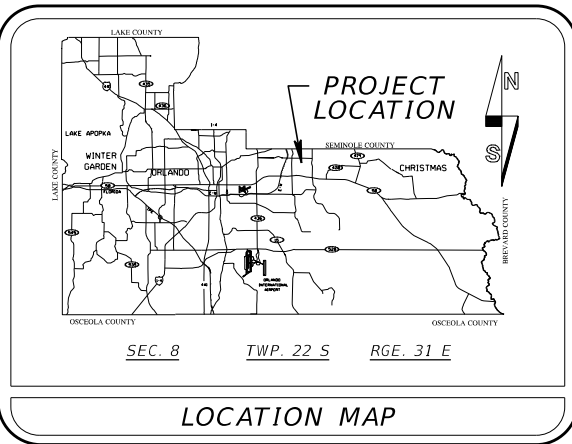 LAKE COUNTY
PROJECT
LOCATION
N
S
LAKE APOPKA
SEMINOLE COUNTY
WINTER
GARDEN
ORLANDO
CHRISTMAS
LAKE COUNTY
BREVARD COUNTY
ORLANDO
INTERNATIONAL
AIRPORT
OSCEOLA COUNTY
OSCEOLA COUNTY
SEC. 8
TWP. 22 S
RGE. 31 E
LOCATION MAP